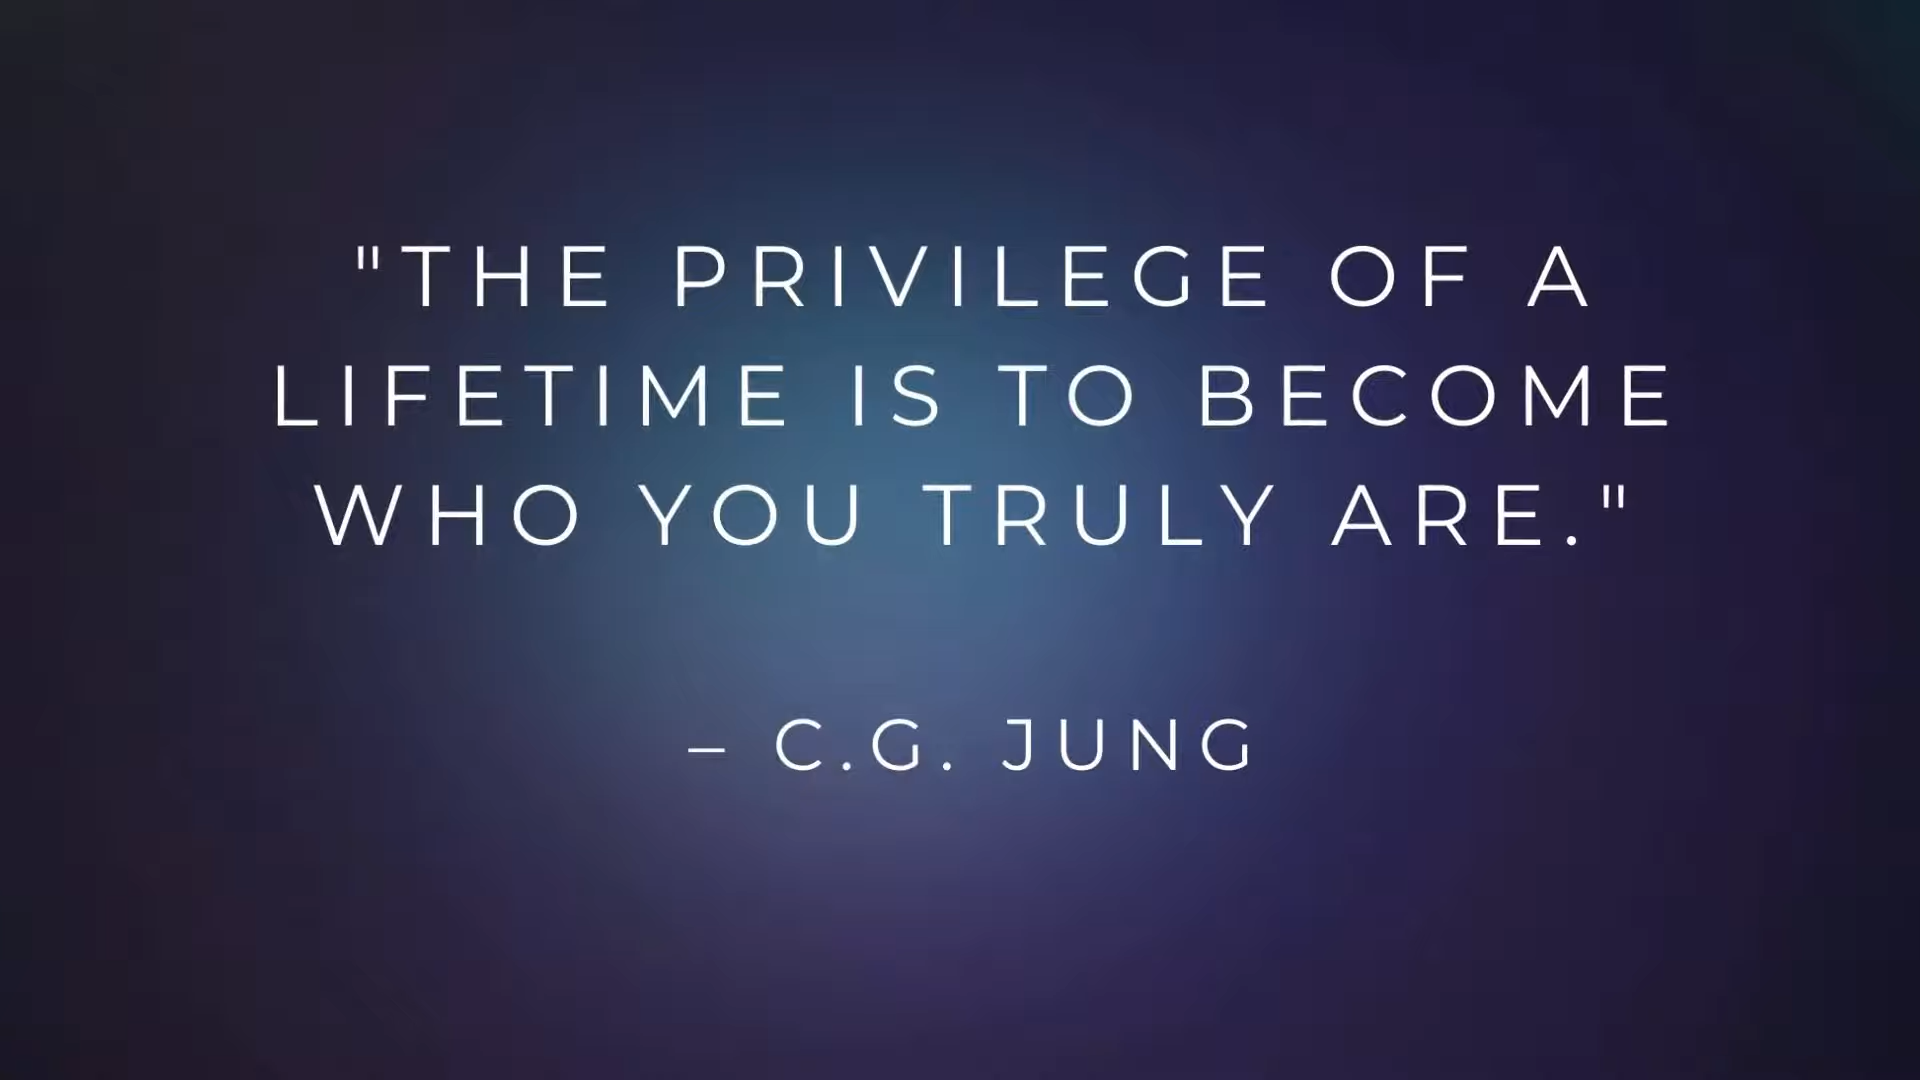 "THE PRIVILEGE OF A
LIFETIME IS TO BECOME
WHO YOU TRULY ARE."
– C.G. JUNG